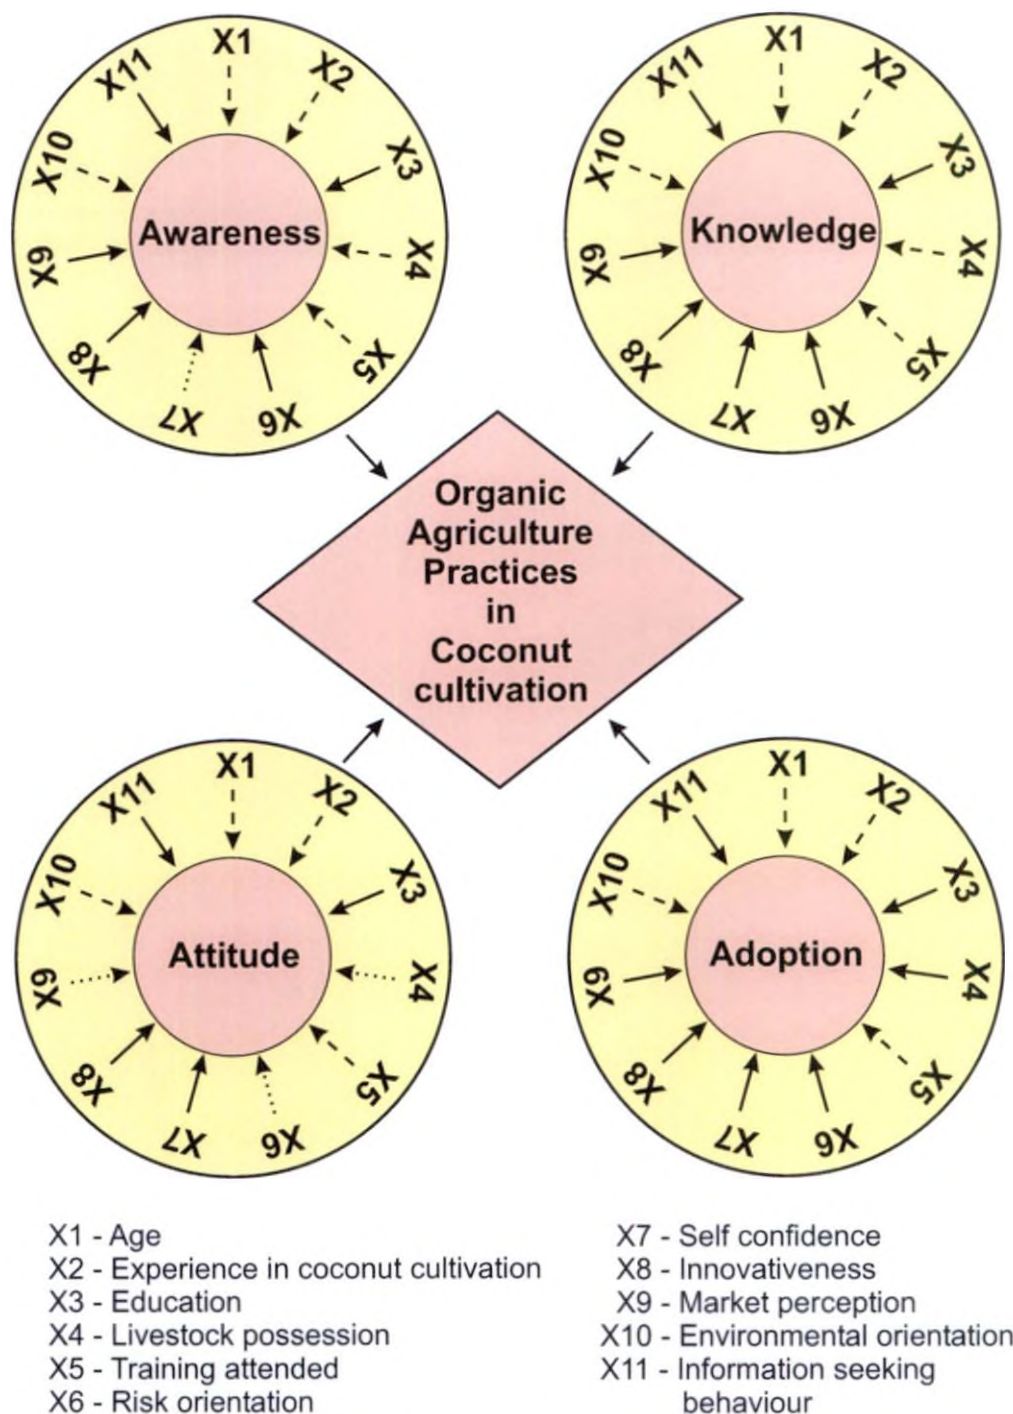 X1
X2
X3
X4
X5
X6
X7
X8
X9
X10
X11
Awareness
X1
X2
X3
X4
X5
X6
X7
X8
X9
X10
X11
Knowledge
Organic
Agriculture
Practices
in
Coconut
cultivation
X1
X2
X3
X4
X5
X6
X7
X8
X9
X10
X11
Attitude
X1
X2
X3
X4
X5
X6
X7
X8
X9
X10
X11
Adoption
X1 - Age
X2 - Experience in coconut cultivation
X3 - Education
X4 - Livestock possession
X5 - Training attended
X6 - Risk orientation
X7 - Self confidence
X8 - Innovativeness
X9 - Market perception
X10 - Environmental orientation
X11 - Information seeking
behaviour